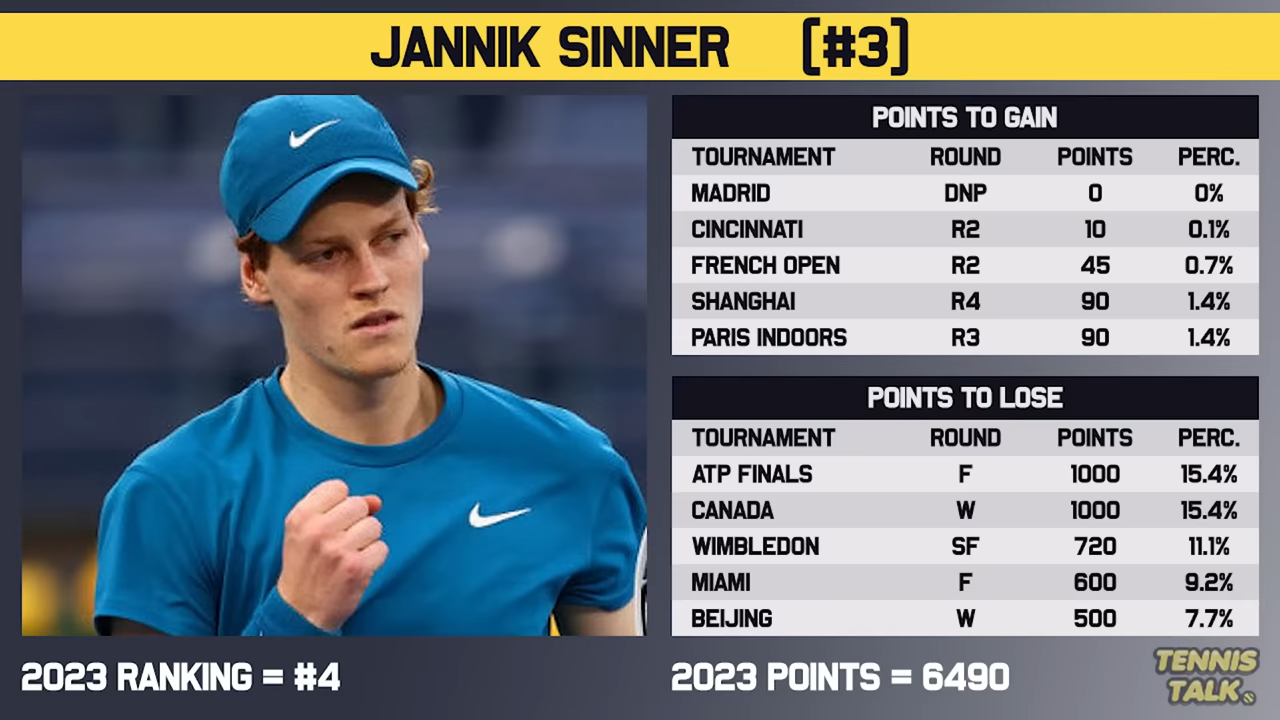 JANNIK SINNER [#3]
POINTS TO GAIN
TOURNAMENT ROUND POINTS PERC.
MADRID DNP 0 0%
CINCINNATI R2 10 0.1%
FRENCH OPEN R2 45 0.7%
SHANGHAI R4 90 1.4%
PARIS INDOORS R3 90 1.4%
POINTS TO LOSE
TOURNAMENT ROUND POINTS PERC.
ATP FINALS F 1000 15.4%
CANADA W 1000 15.4%
WIMBLEDON SF 720 11.1%
MIAMI F 600 9.2%
BEIJING W 500 7.7%
2023 RANKING = #4
2023 POINTS = 6490
TENNIS
TALK